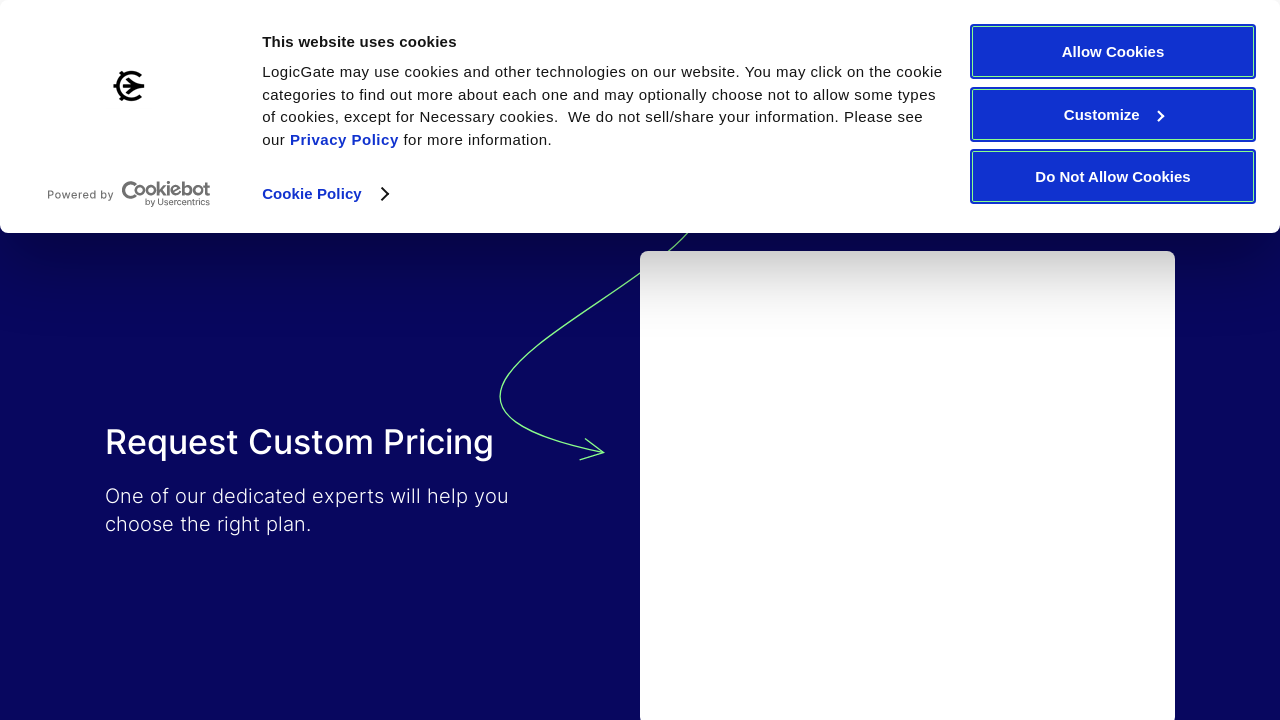 This website uses cookies
LogicGate may use cookies and other technologies on our website. You may click on the cookie
categories to find out more about each one and may optionally choose not to allow some types
of cookies, except for Necessary cookies.  We do not sell/share your information. Please see
our Privacy Policy for more information.
Cookie Policy
Powered by Cookiebot
by Usercentrics
Allow Cookies
Customize
Do Not Allow Cookies
Request Custom Pricing
One of our dedicated experts will help you
choose the right plan.